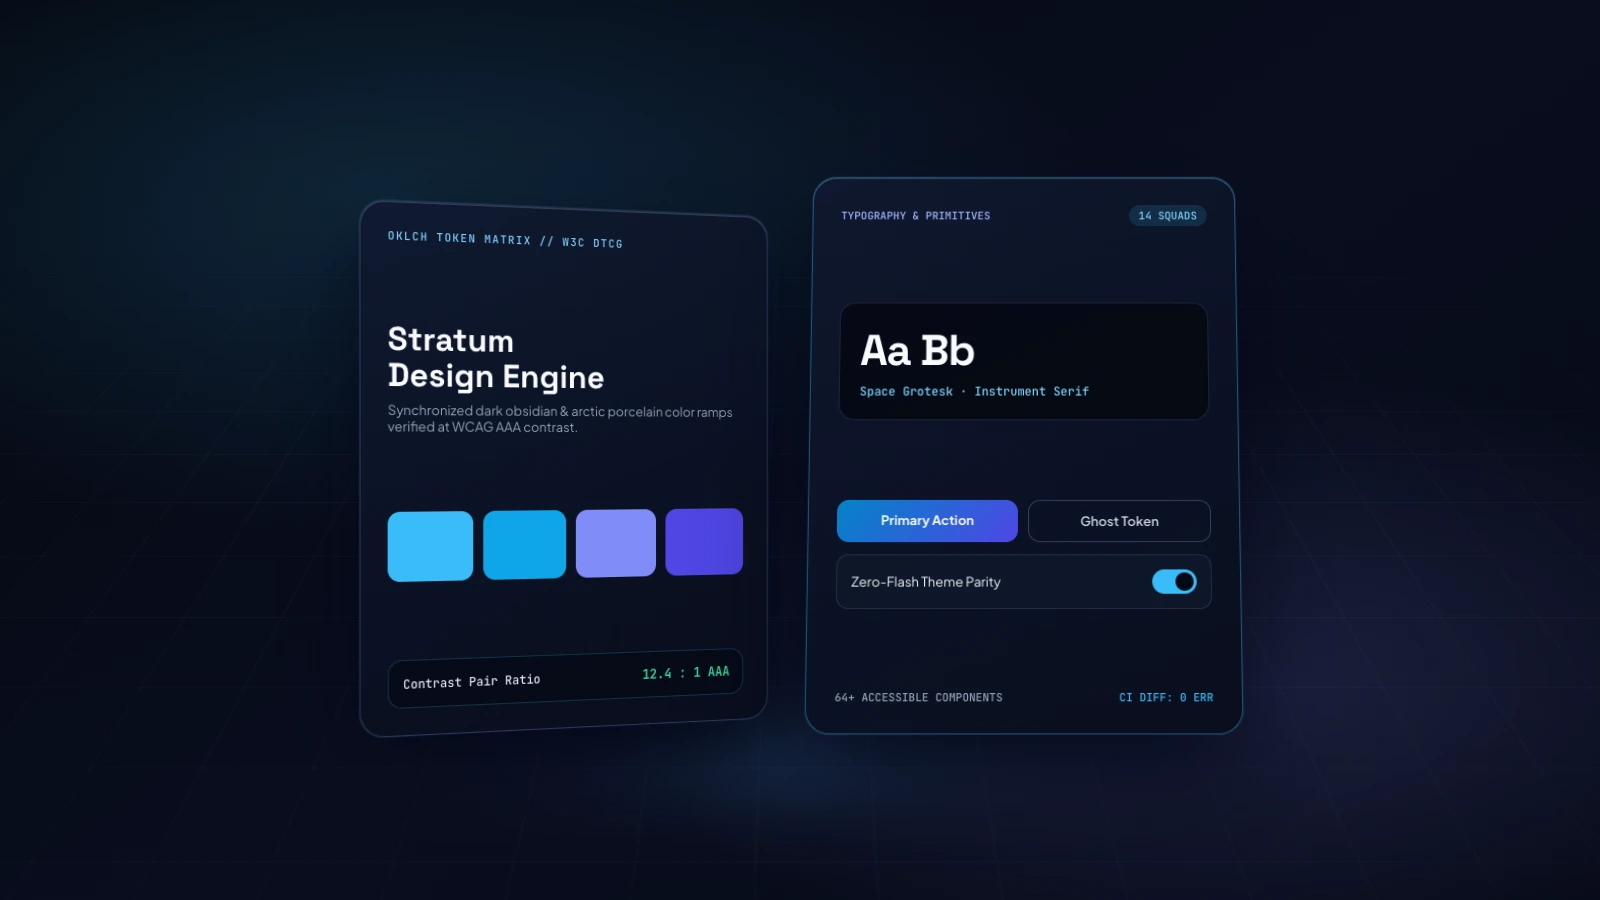 OKLCH TOKEN MATRIX // W3C DTCG
Stratum
Design Engine
Synchronized dark obsidian & arctic porcelain color ramps
verified at WCAG AAA contrast.
Contrast Pair Ratio
12.4 : 1 AAA
TYPOGRAPHY & PRIMITIVES
14 SQUADS
Aa Bb
Space Grotesk · Instrument Serif
Primary Action
Ghost Token
Zero-Flash Theme Parity
64+ ACCESSIBLE COMPONENTS
CI DIFF: 0 ERR